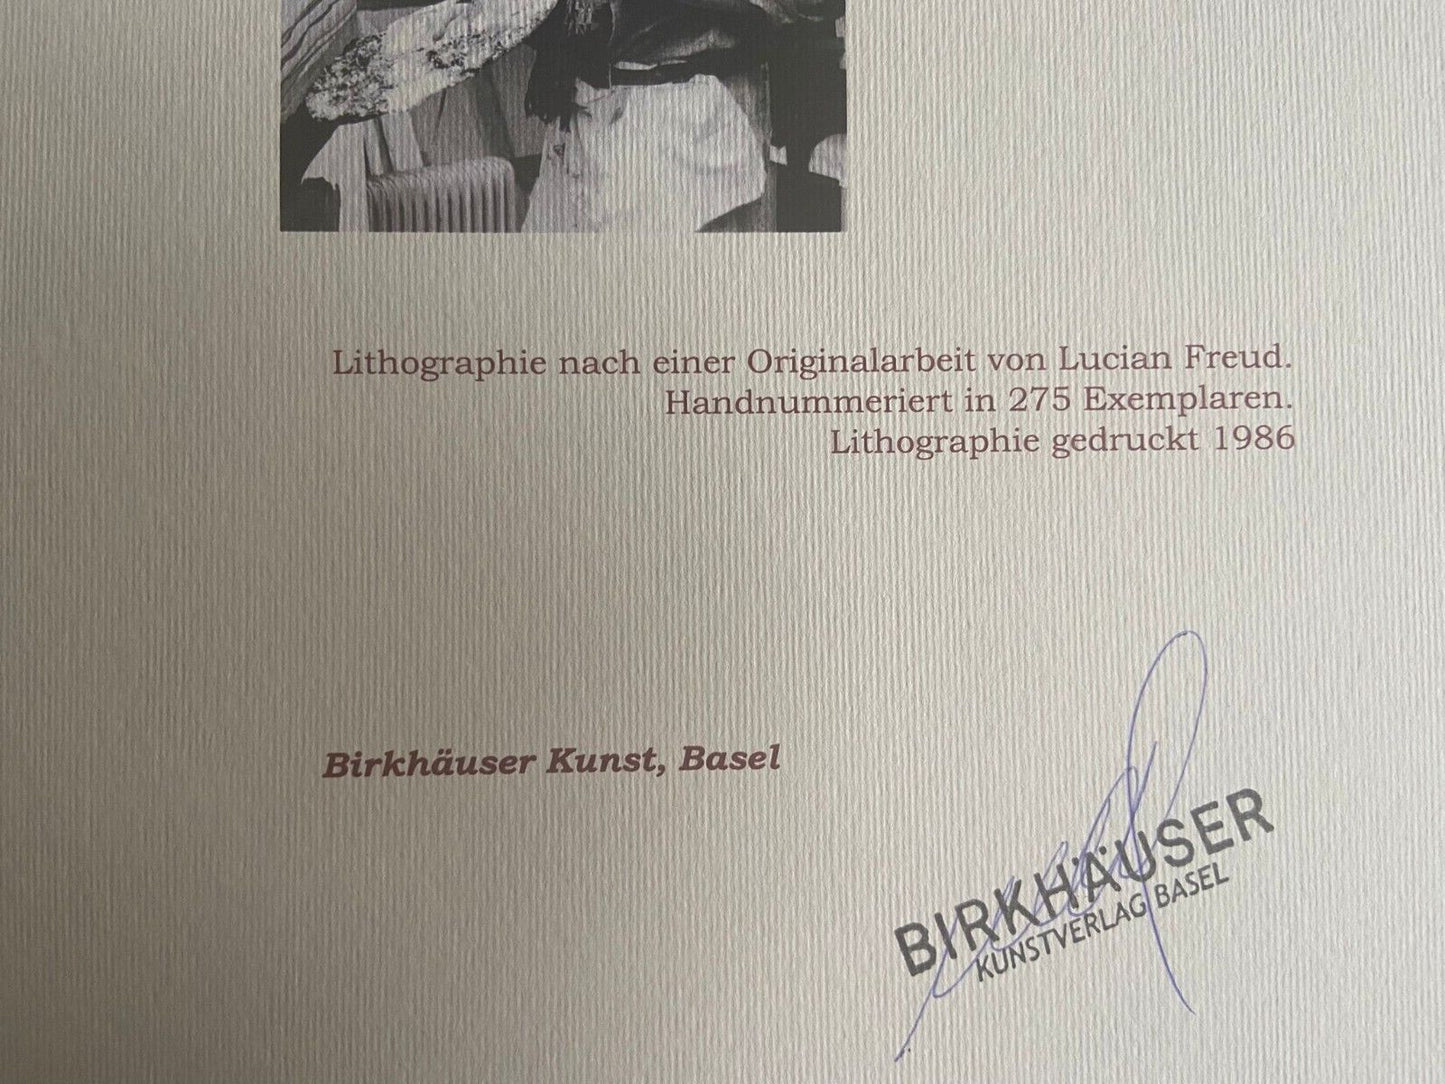 Lithographie nach einer Originalarbeit von Lucian Freud.
Handnummeriert in 275 Exemplaren.
Lithographie gedruckt 1986
Birkhäuser Kunst, Basel
BIRKHÄUSER
KUNSTVERLAG BASEL